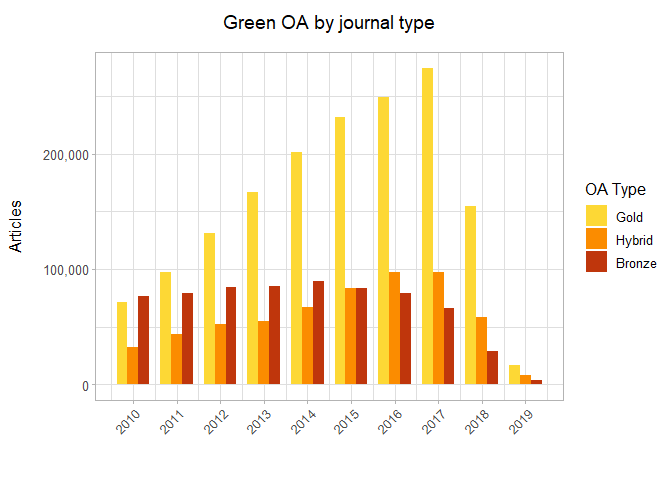 Green OA by journal type
Articles
200,000
100,000
0
2010
2011
2012
2013
2014
2015
2016
2017
2018
2019
OA Type
Gold
Hybrid
Bronze